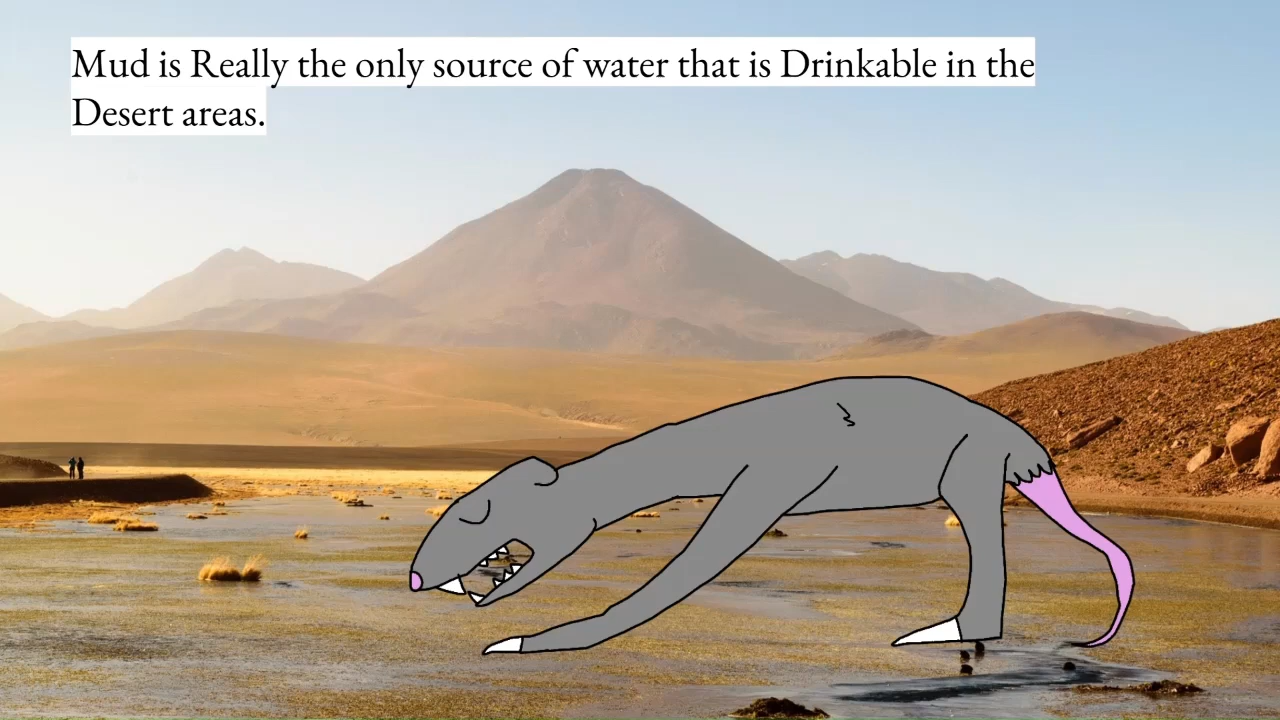 Mud is Really the only source of water that is Drinkable in the
Desert areas.